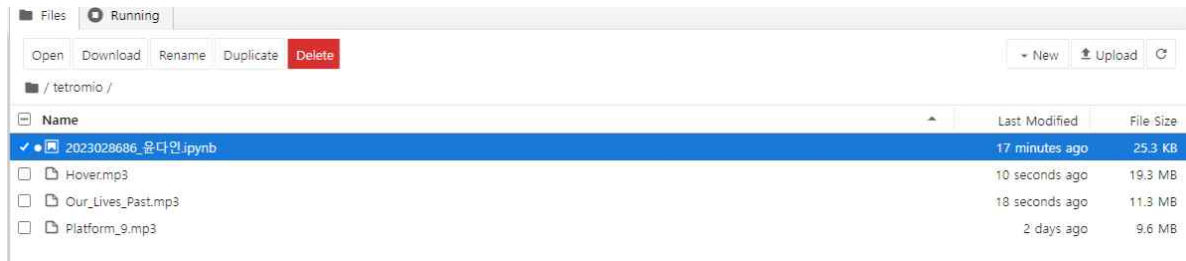 Files Running
Open Download Rename Duplicate Delete New Upload
/ tetromio /
Name Last Modified File Size
2023028686_윤다인.ipynb 17 minutes ago 25.3 KB
Hover.mp3 10 seconds ago 19.3 MB
Our_Lives_Past.mp3 18 seconds ago 11.3 MB
Platform_9.mp3 2 days ago 9.6 MB